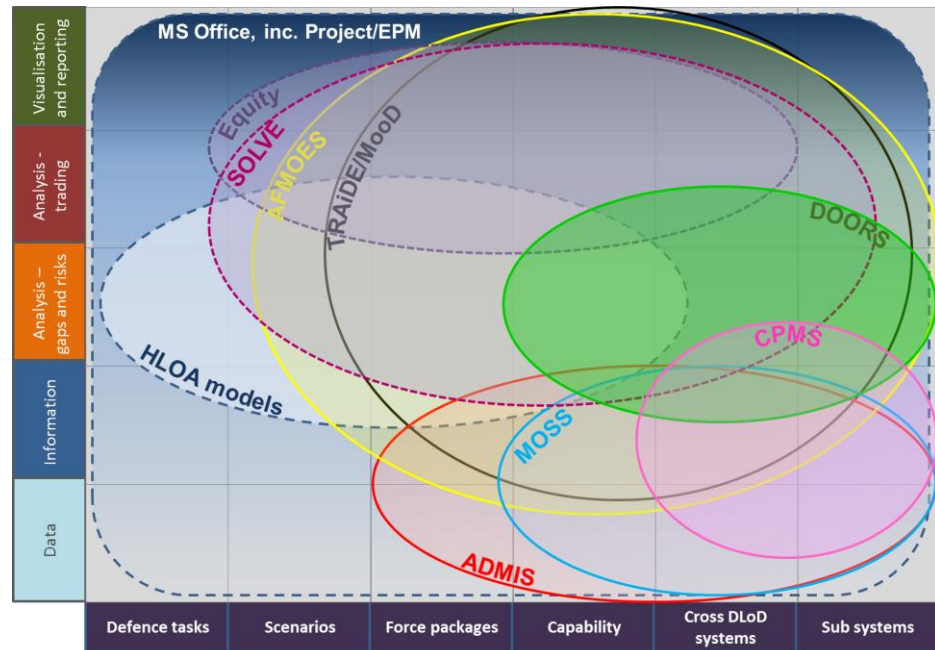 MS Office, inc. Project/EPM
Visualisation
and reporting
Analysis -
trading
Analysis –
gaps and risks
Information
Data
Equity
SOLVE
AFMOES
TRAiDE/MooD
DOORS
CPMS
HLOA models
MOSS
ADMIS
Defence tasks
Scenarios
Force packages
Capability
Cross DLoD
systems
Sub systems